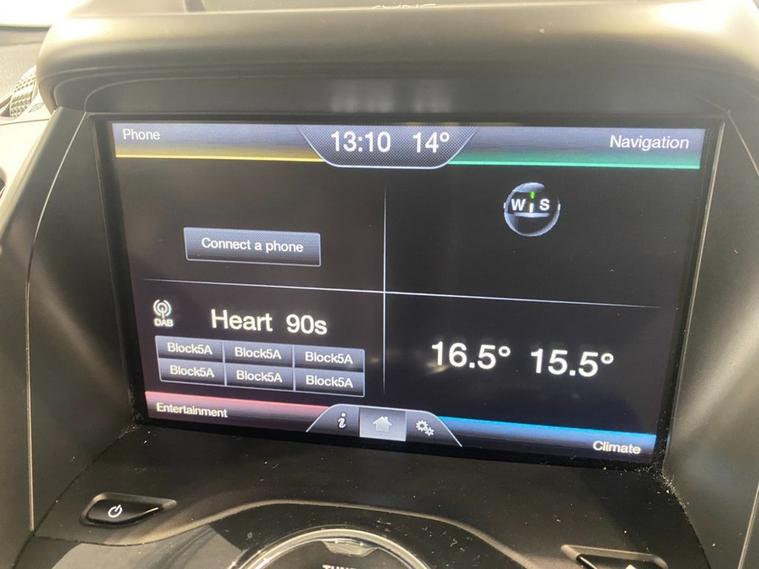 Phone
13:10 14°
Navigation
W S
Connect a phone
DAB
Heart 90s
Block5A Block5A Block5A
Block5A Block5A Block5A
16.5° 15.5°
Entertainment
i
Climate